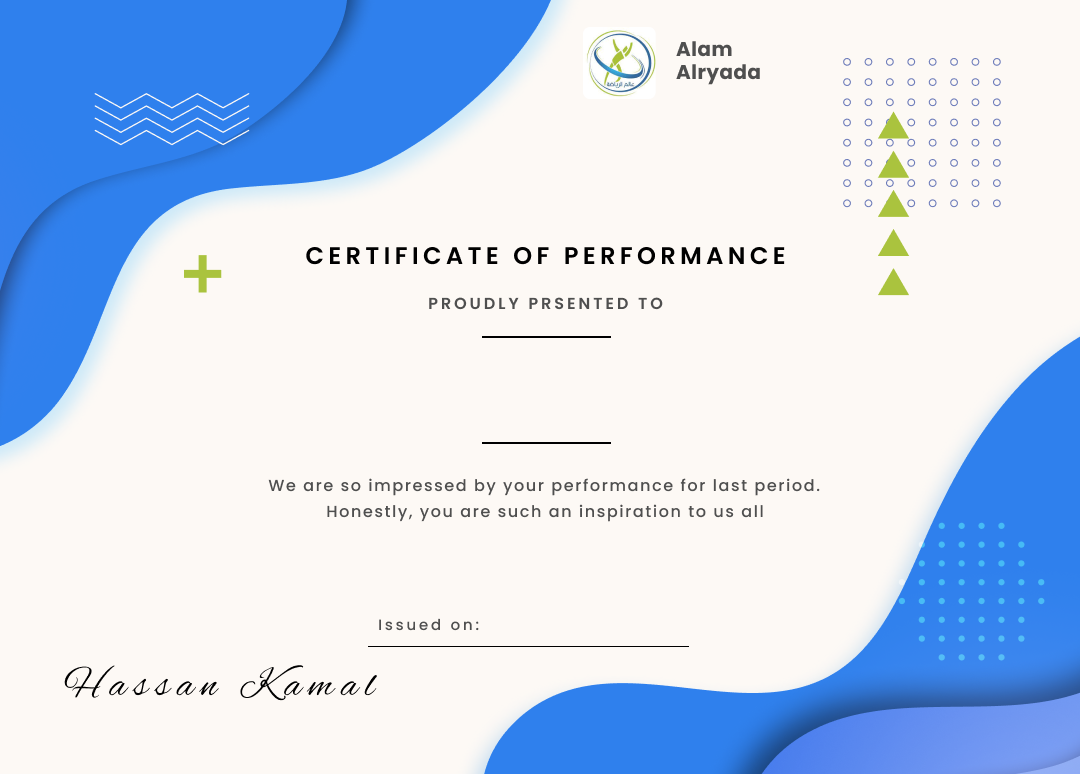 Alam
Alryada
عالم الرياضة
CERTIFICATE OF PERFORMANCE
PROUDLY PRSENTED TO
We are so impressed by your performance for last period.
Honestly, you are such an inspiration to us all
Issued on:
Hassan Kamal